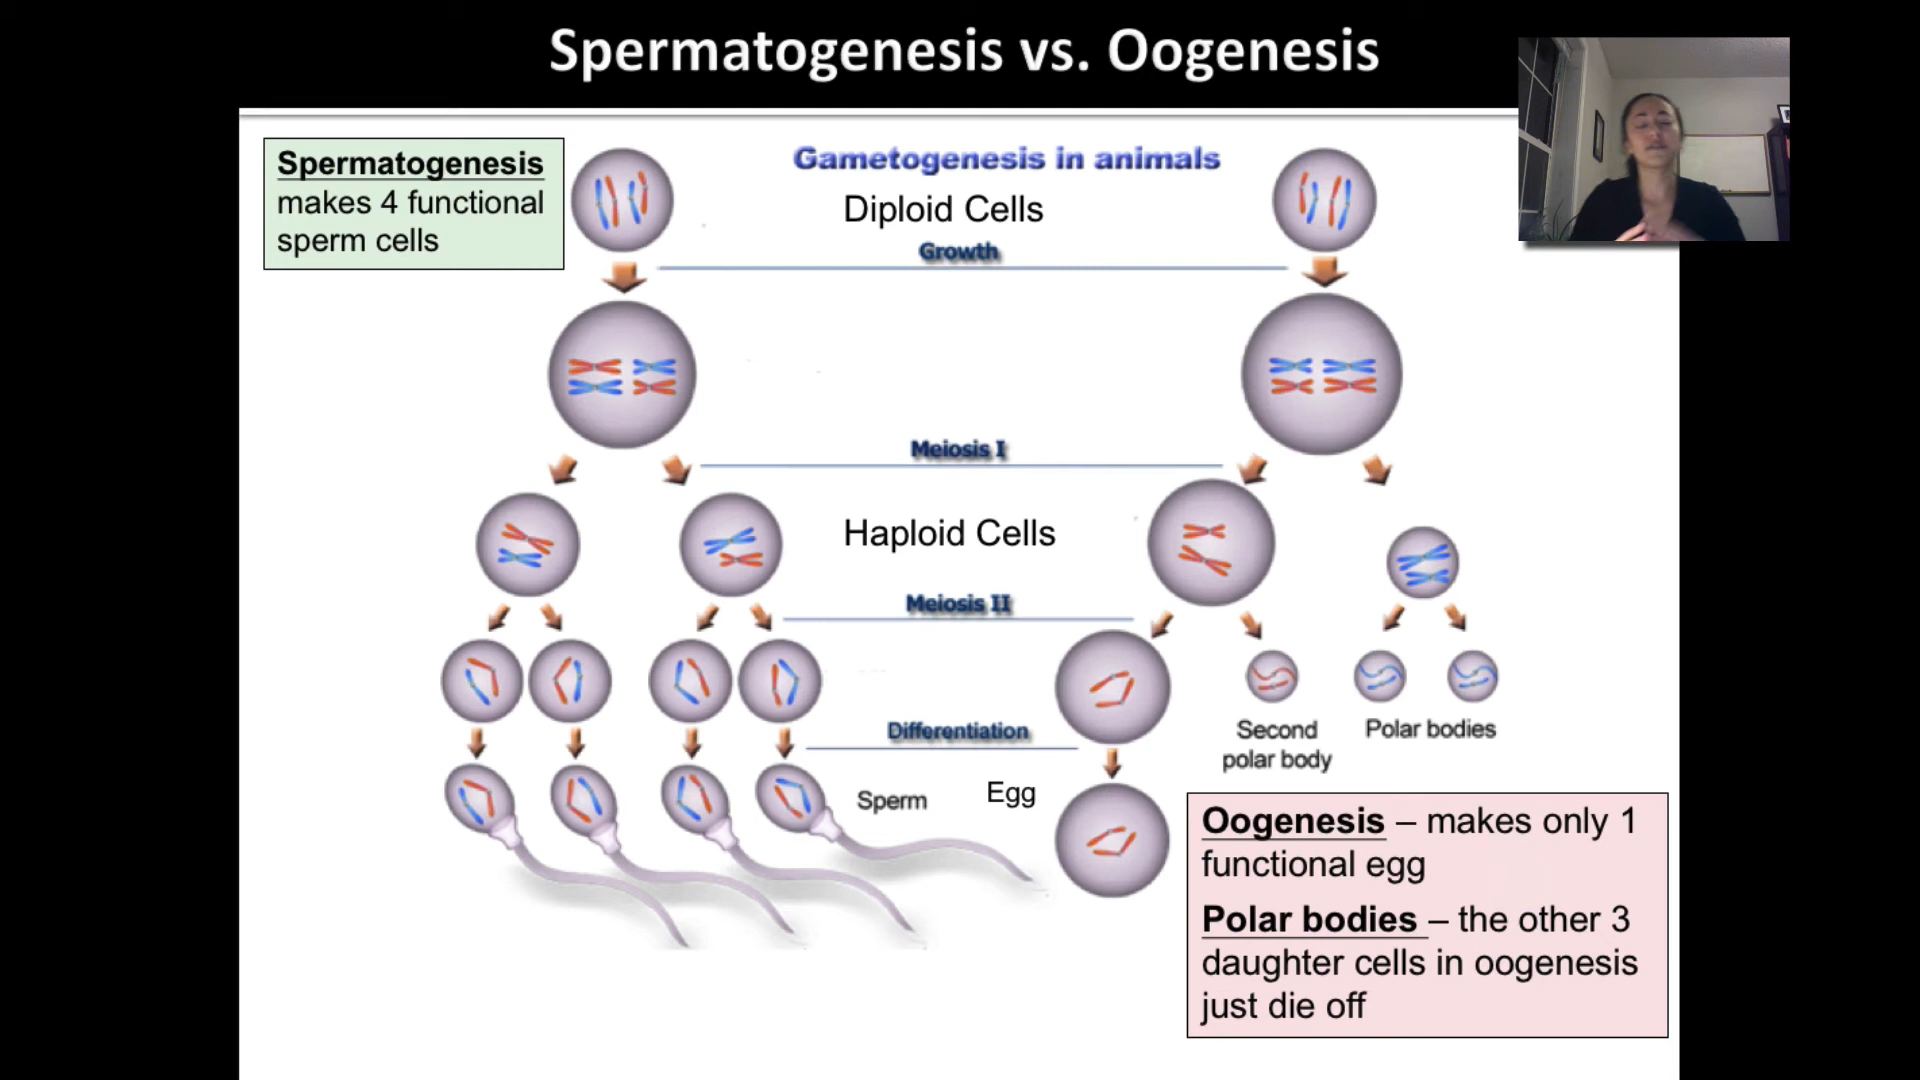 Spermatogenesis vs. Oogenesis
Spermatogenesis
makes 4 functional
sperm cells
Gametogenesis in animals
Diploid Cells
Growth
Meiosis I
Haploid Cells
Meiosis II
Differentiation
Sperm
Egg
Second
polar body
Polar bodies
Oogenesis – makes only 1
functional egg
Polar bodies – the other 3
daughter cells in oogenesis
just die off